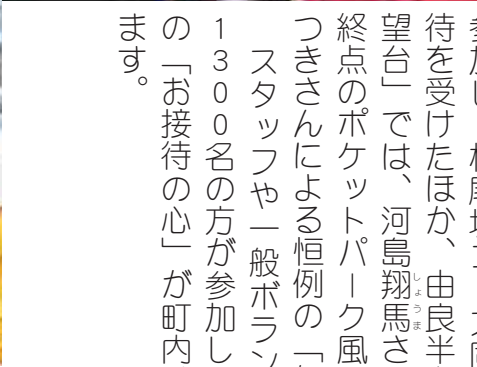 待を受けたほか、由良半
望台」では、河島翔馬さ
しょうま
終点のポケットパーク風
つきさんによる恒例の「
スタッフや一般ボラン
1300名の方が参加し
の「お接待の心」が町内
ます。